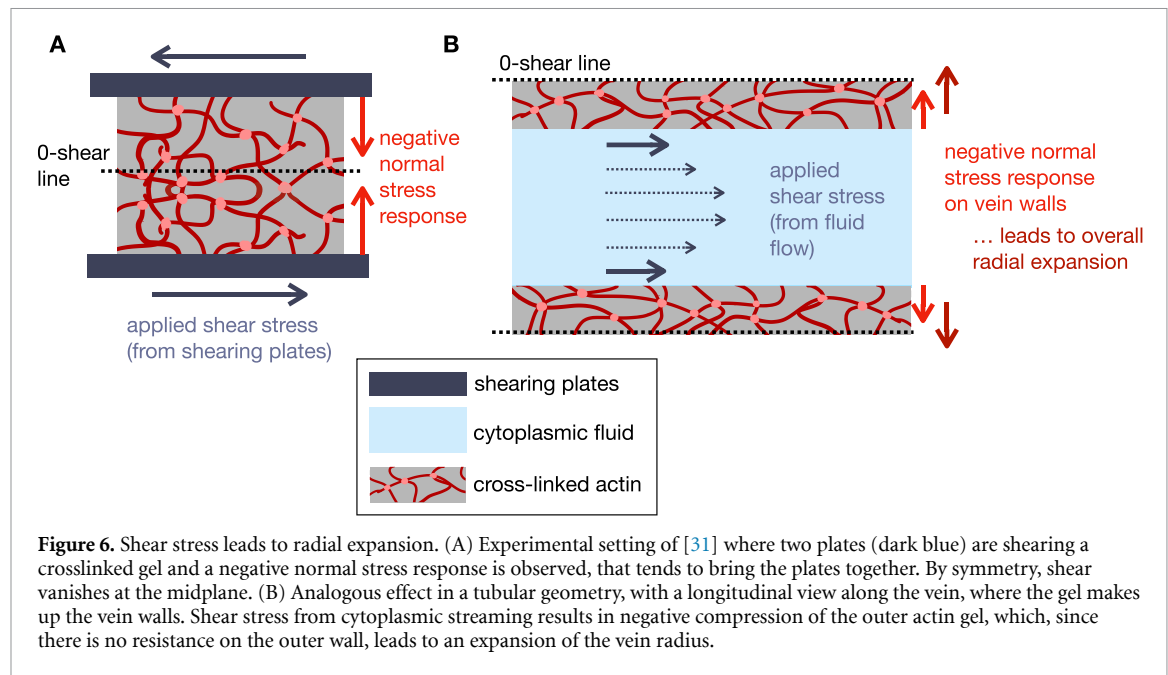 A
0-shear
line
negative
normal
stress
response
applied shear stress
(from shearing plates)
B
0-shear line
applied
shear stress
(from fluid
flow)
negative normal
stress response
on vein walls
... leads to overall
radial expansion
shearing plates
cytoplasmic fluid
cross-linked actin
Figure 6. Shear stress leads to radial expansion. (A) Experimental setting of [31] where two plates (dark blue) are shearing a
crosslinked gel and a negative normal stress response is observed, that tends to bring the plates together. By symmetry, shear
vanishes at the midplane. (B) Analogous effect in a tubular geometry, with a longitudinal view along the vein, where the gel makes
up the vein walls. Shear stress from cytoplasmic streaming results in negative compression of the outer actin gel, which, since
there is no resistance on the outer wall, leads to an expansion of the vein radius.